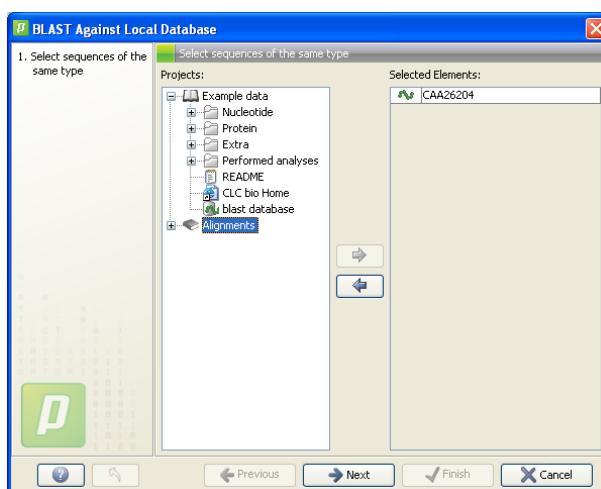 BLAST Against Local Database
1. Select sequences of the
same type
Select sequences of the same type
Projects:
Example data
Nucleotide
Protein
Extra
Performed analyses
README
CLC bio Home
blast database
Alignments
Selected Elements:
CAA26204
?
Previous
Next
Finish
Cancel